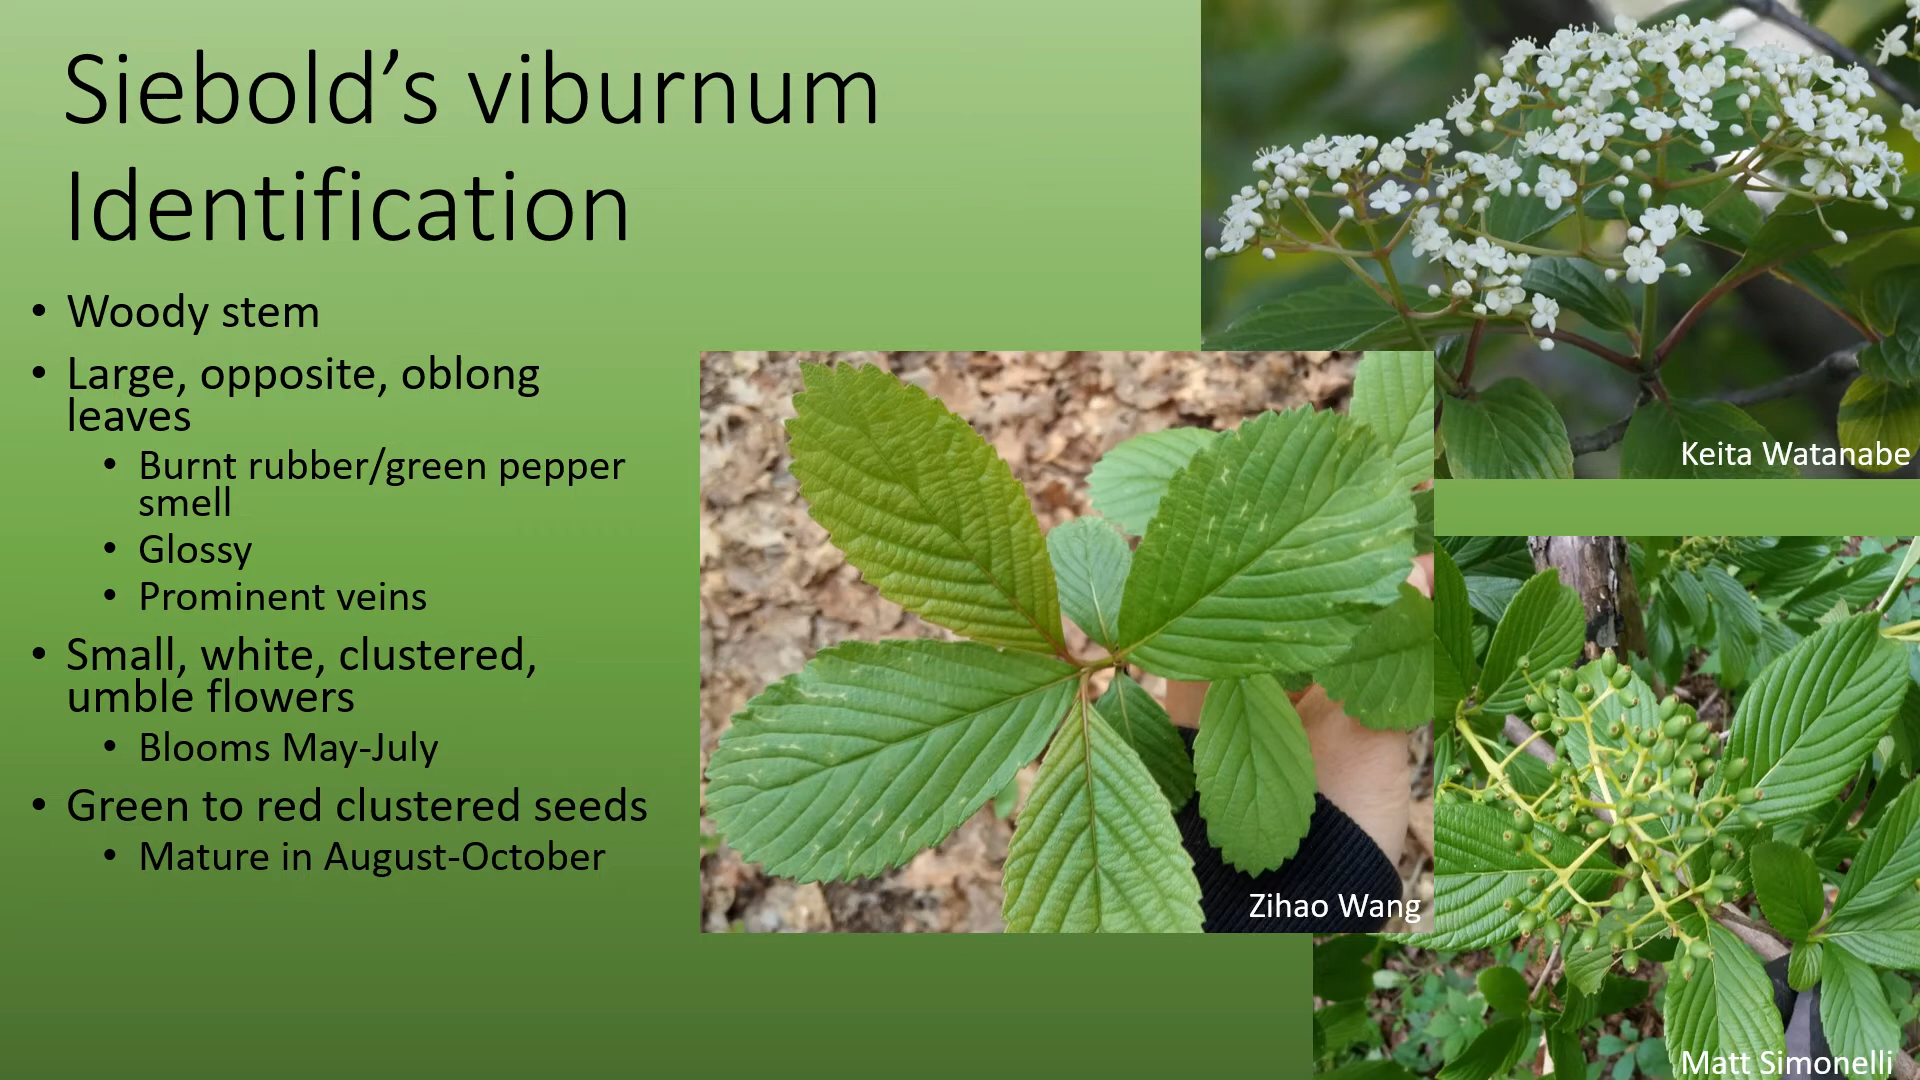 Siebold’s viburnum
Identification
• Woody stem
• Large, opposite, oblong
leaves
• Burnt rubber/green pepper
smell
• Glossy
• Prominent veins
• Small, white, clustered,
umble flowers
• Blooms May-July
• Green to red clustered seeds
• Mature in August-October
Keita Watanabe
Zihao Wang
Matt Simonelli